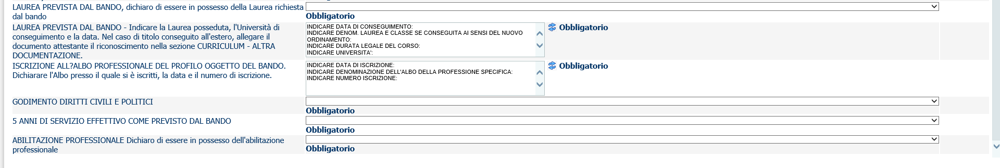 LAUREA PREVISTA DAL BANDO, dichiaro di essere in possesso della Laurea richiesta
dal bando
Obbligatorio
LAUREA PREVISTA DAL BANDO - Indicare la Laurea posseduta, l'Università di
conseguimento e la data. Nel caso di titolo conseguito all'estero, allegare il
documento attestante il riconoscimento nella sezione CURRICULUM - ALTRA
DOCUMENTAZIONE.
INDICARE DATA DI CONSEGUIMENTO:
INDICARE DENOM. LAUREA E CLASSE SE CONSEGUITA AI SENSI DEL NUOVO
ORDINAMENTO:
INDICARE DURATA LEGALE DEL CORSO:
INDICARE UNIVERSITA':
Obbligatorio
ISCRIZIONE ALL?ALBO PROFESSIONALE DEL PROFILO OGGETTO DEL BANDO.
Dichiarare l'Albo presso il quale si è iscritti, la data e il numero di iscrizione.
INDICARE DATA DI ISCRIZIONE:
INDICARE DENOMINAZIONE DELL'ALBO DELLA PROFESSIONE SPECIFICA:
INDICARE NUMERO ISCRIZIONE:
Obbligatorio
GODIMENTO DIRITTI CIVILI E POLITICI
Obbligatorio
5 ANNI DI SERVIZIO EFFETTIVO COME PREVISTO DAL BANDO
Obbligatorio
ABILITAZIONE PROFESSIONALE Dichiaro di essere in possesso dell'abilitazione
professionale
Obbligatorio